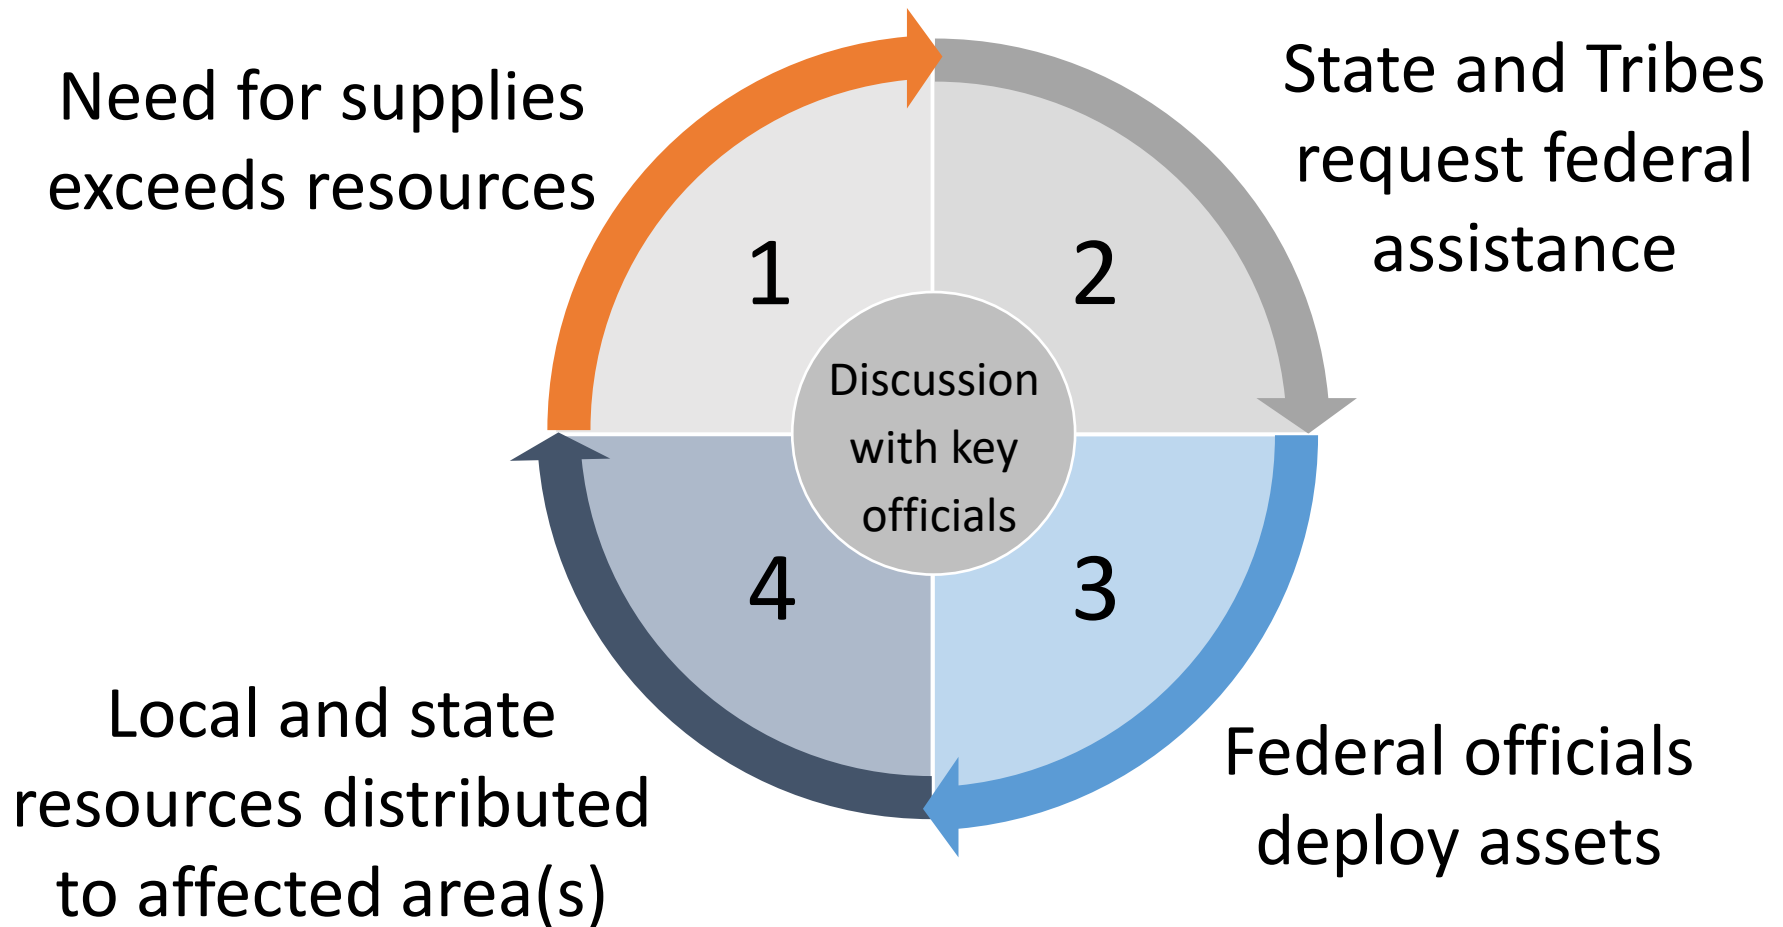 Need for supplies
exceeds resources
State and Tribes
request federal
assistance
1
2
Discussion
with key
officials
4
3
Local and state
resources distributed
to affected area(s)
Federal officials
deploy assets